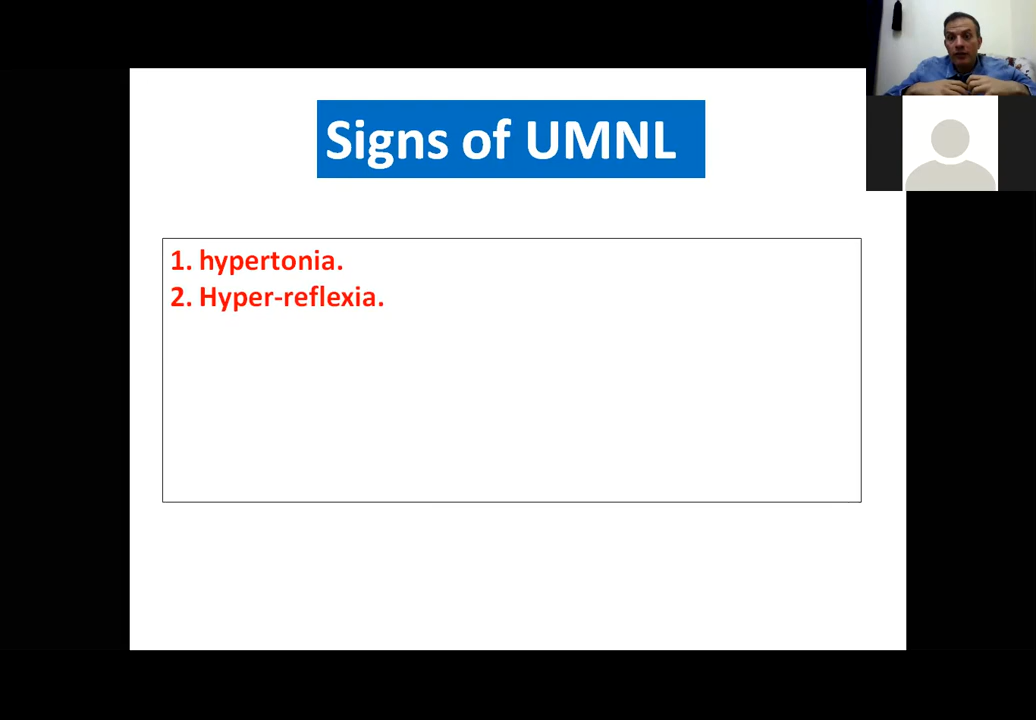 Signs of UMNL
1. hypertonia.
2. Hyper-reflexia.